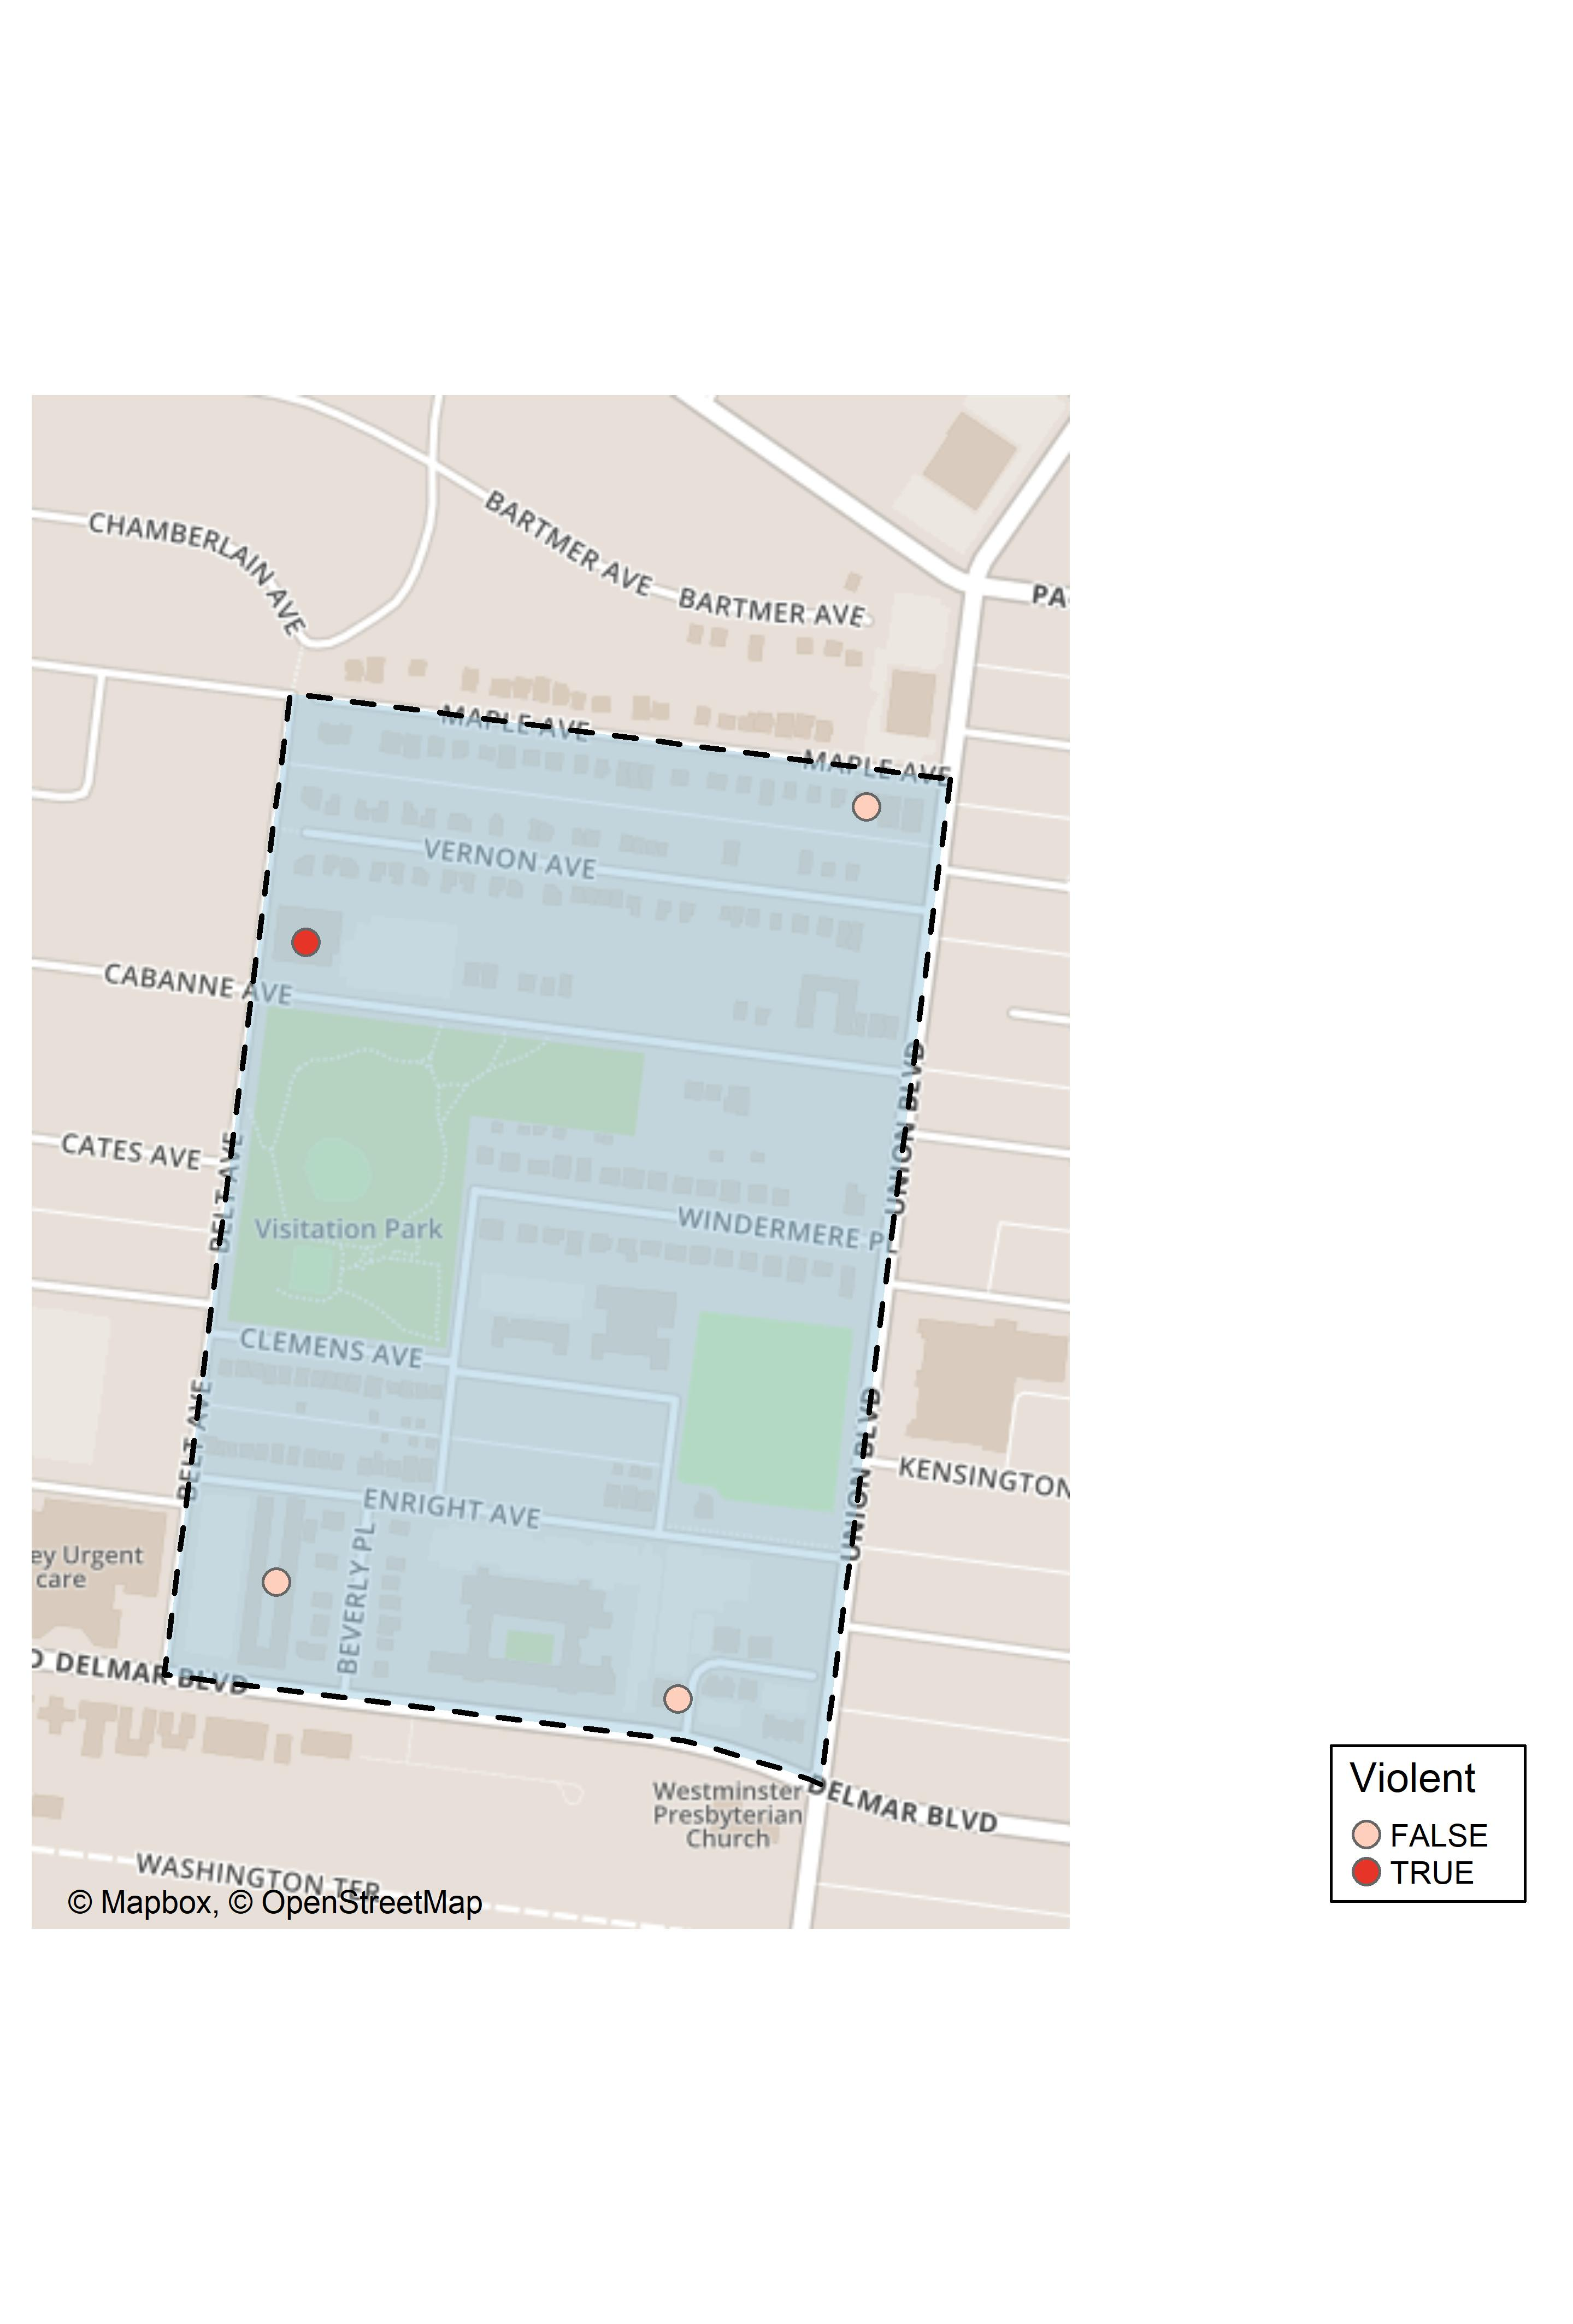 CHAMBERLAIN AVE
BARTMER AVE
BARTMER AVE
PA
MAPLE AVE
MAPLE AVE
VERNON AVE
CABANNE AVE
UNION BLVD
CATES AVE
BELT AVE
Visitation Park
WINDERMERE PL
CLEMENS AVE
BELT AVE
UNION BLVD
KENSINGTON
ENRIGHT AVE
BEVERLY PL
ey Urgent
care
O DELMAR BLVD
Westminster
Presbyterian
Church
DELMAR BLVD
WASHINGTON TER
© Mapbox, © OpenStreetMap
Violent
FALSE
TRUE